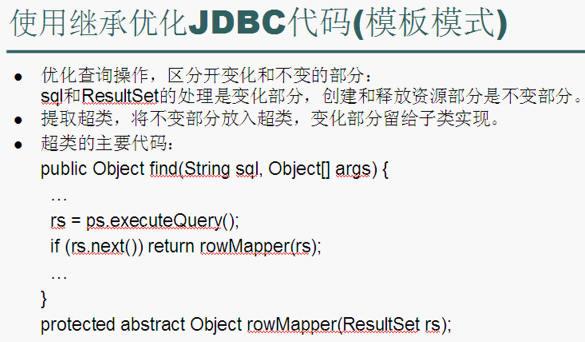 使用继承优化JDBC代码(模板模式)
● 优化查询操作，区分开变化和不变的部分：
sql和ResultSet的处理是变化部分，创建和释放资源部分是不变部分。
● 提取超类，将不变部分放入超类，变化部分留给子类实现。
● 超类的主要代码：
public Object find(String sql, Object[] args) {
…
rs = ps.executeQuery();
if (rs.next()) return rowMapper(rs);
…
}
protected abstract Object rowMapper(ResultSet rs);